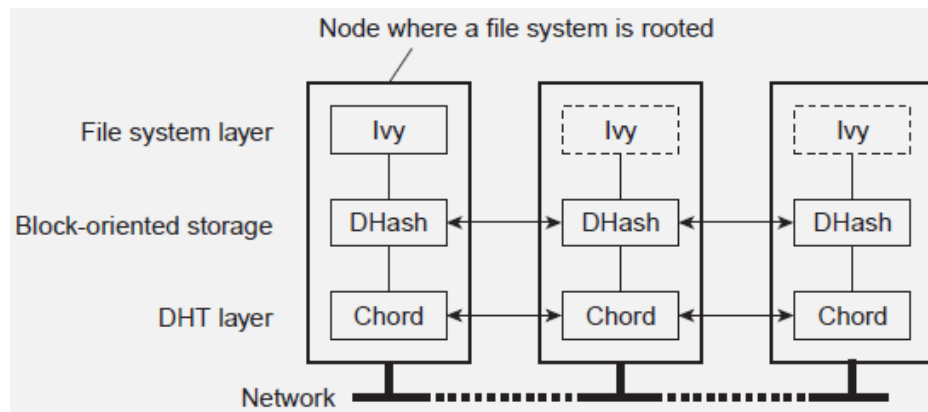 Node where a file system is rooted
File system layer
Ivy
Ivy
Ivy
Block-oriented storage
DHash
DHash
DHash
DHT layer
Chord
Chord
Chord
Network